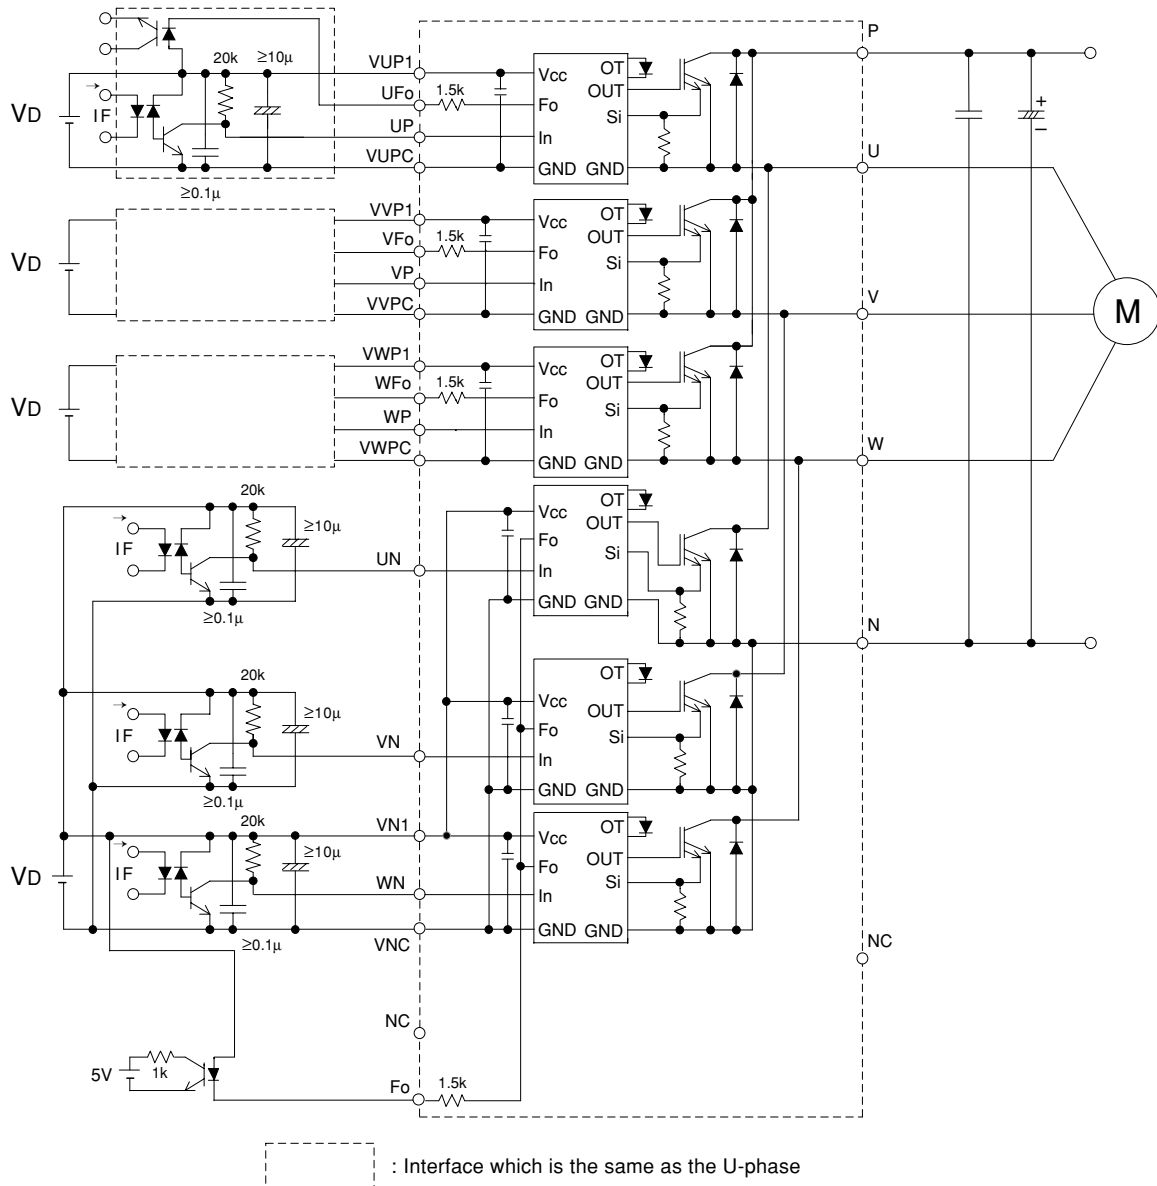 P
20k
≥10µ
VUP1
OT
Vcc
OUT
UFo
1.5k
Fo
Si
VD
IF
UP
In
VUPC
GND GND
U
≥0.1µ
+
–
VVP1
OT
Vcc
OUT
VFo
1.5k
Fo
Si
VD
VP
In
VVPC
GND GND
V
M
VWP1
OT
Vcc
OUT
WFo
1.5k
Fo
Si
VD
WP
In
VWPC
GND GND
W
20k
≥10µ
IF
OT
Vcc
OUT
Fo
Si
UN
In
GND GND
≥0.1µ
N
20k
≥10µ
IF
OT
Vcc
OUT
Fo
Si
VN
In
GND GND
≥0.1µ
20k
≥10µ
VN1
OT
Vcc
OUT
Fo
Si
VD
IF
WN
In
GND GND
≥0.1µ
VNC
NC
NC
5V
1k
Fo
1.5k
: Interface which is the same as the U-phase